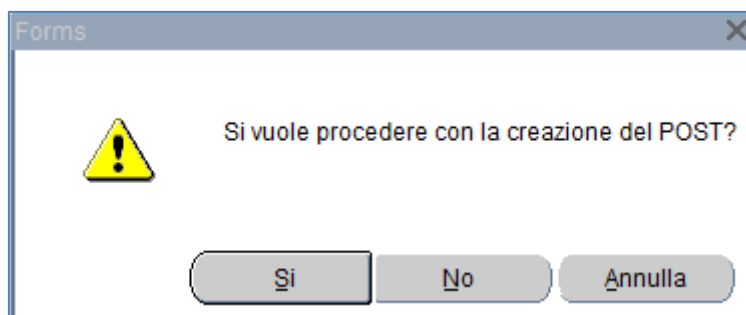 Forms
Si vuole procedere con la creazione del POST?
Si
No
Annulla